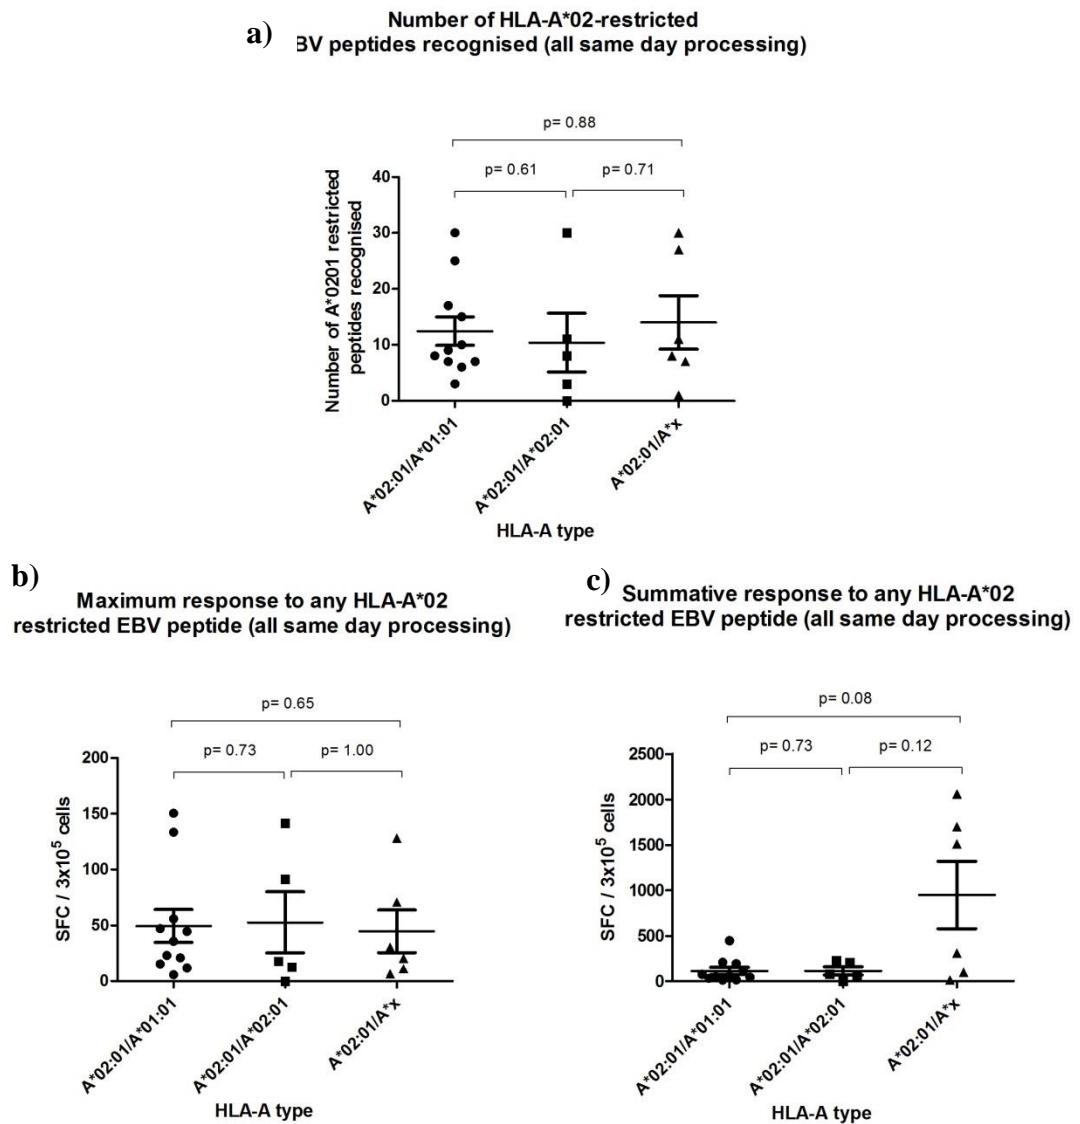 a)
Number of HLA-A*02-restricted
BV peptides recognised (all same day processing)
p= 0.88
p= 0.61
p= 0.71
Number of A*0201 restricted
peptides recognised
40
30
20
10
0
A*02:01/A*01:01
A*02:01/A*02:01
A*02:01/A*x
HLA-A type
b)
Maximum response to any HLA-A*02
restricted EBV peptide (all same day processing)
p= 0.65
p= 0.73
p= 1.00
SFC / 3x10⁵ cells
200
150
100
50
0
A*02:01/A*01:01
A*02:01/A*02:01
A*02:01/A*x
HLA-A type
c)
Summative response to any HLA-A*02
restricted EBV peptide (all same day processing)
p= 0.08
p= 0.73
p= 0.12
SFC / 3x10⁵ cells
2500
2000
1500
1000
500
0
A*02:01/A*01:01
A*02:01/A*02:01
A*02:01/A*x
HLA-A type